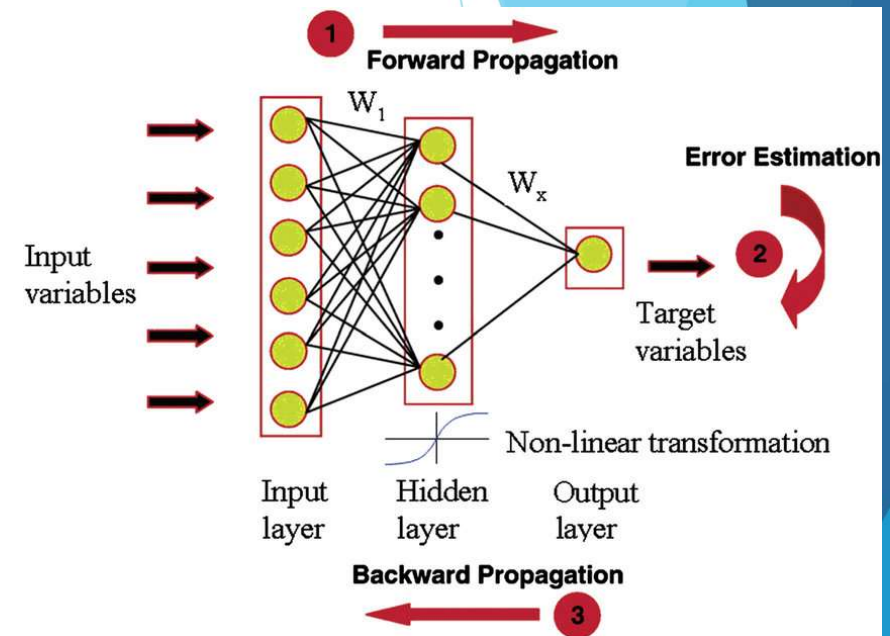 1
Forward Propagation
W1
Wx
Error Estimation
2
Input
variables
Target
variables
Non-linear transformation
Input
layer
Hidden
layer
Output
layer
Backward Propagation
3